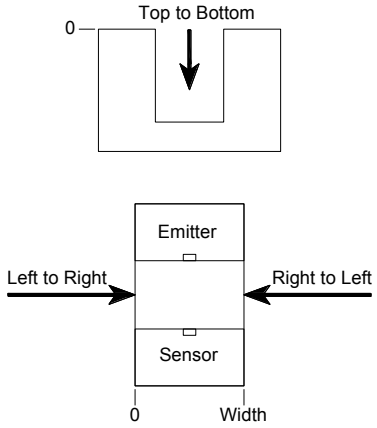 Top to Bottom
0
Emitter
Left to Right
Right to Left
Sensor
0
Width